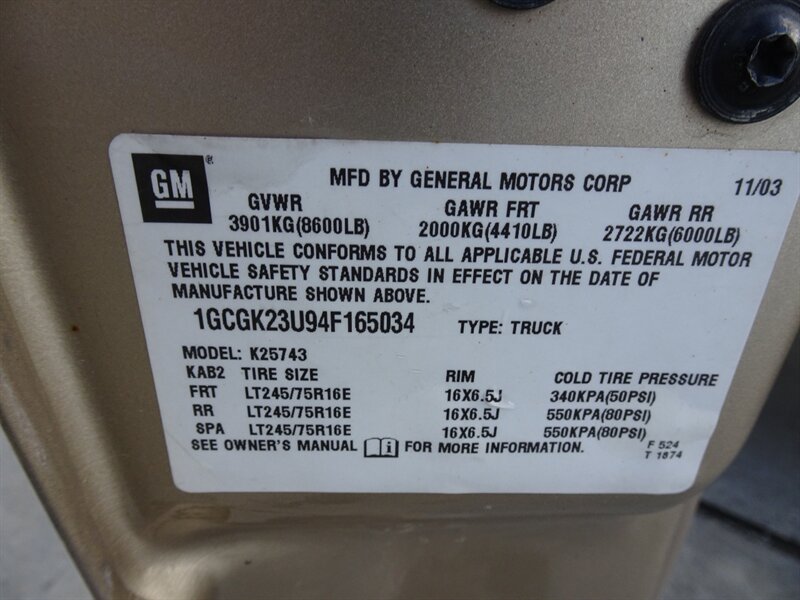 GM®
MFD BY GENERAL MOTORS CORP 11/03
GVWR GAWR FRT GAWR RR
3901KG(8600LB) 2000KG(4410LB) 2722KG(6000LB)
THIS VEHICLE CONFORMS TO ALL APPLICABLE U.S. FEDERAL MOTOR
VEHICLE SAFETY STANDARDS IN EFFECT ON THE DATE OF
MANUFACTURE SHOWN ABOVE.
1GCGK23U94F165034 TYPE: TRUCK
MODEL: K25743
KAB2 TIRE SIZE RIM COLD TIRE PRESSURE
FRT LT245/75R16E 16X6.5J 340KPA(50PSI)
RR LT245/75R16E 16X6.5J 550KPA(80PSI)
SPA LT245/75R16E 16X6.5J 550KPA(80PSI)
SEE OWNER'S MANUAL i FOR MORE INFORMATION.
F 524
T 1874